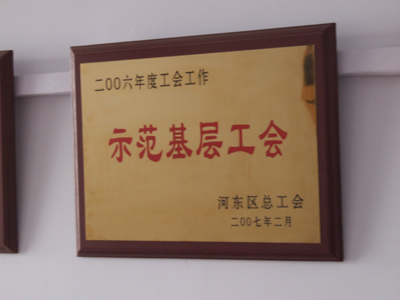 二00六年度工会工作
示范基层工会
河东区总工会
二00七年二月